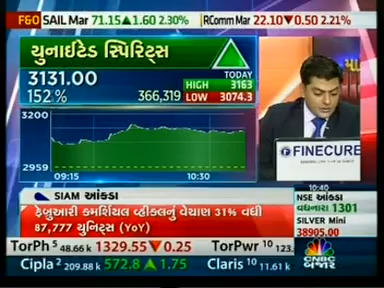 F&O SAIL Mar 71.15▲1.60 2.30% RComm Mar 22.10▼0.50 2.21%
યુનાઈટેડ સ્પિરિટ્સ
3131.00
152% 366,319
TODAY
HIGH 3163
LOW 3074.3
3200
2959
09:15 10:30
FINECURE
SIAM આંકડા
ફેબ્રુઆરી કમર્શિયલ વ્હીકલનું વેચાણ 31% વધી
87,777 યુનિટ્સ (YoY)
10:40
NSE આંકડા
વધનારા 1301
SILVER Mini
38905.00
TorPh 5 48.66 K 1329.55▼0.25 TorPwr 10 123.
Cipla 2 209.88 K 572.8▲1.75 Claris 10 11.61 K
CNBC
બજાર